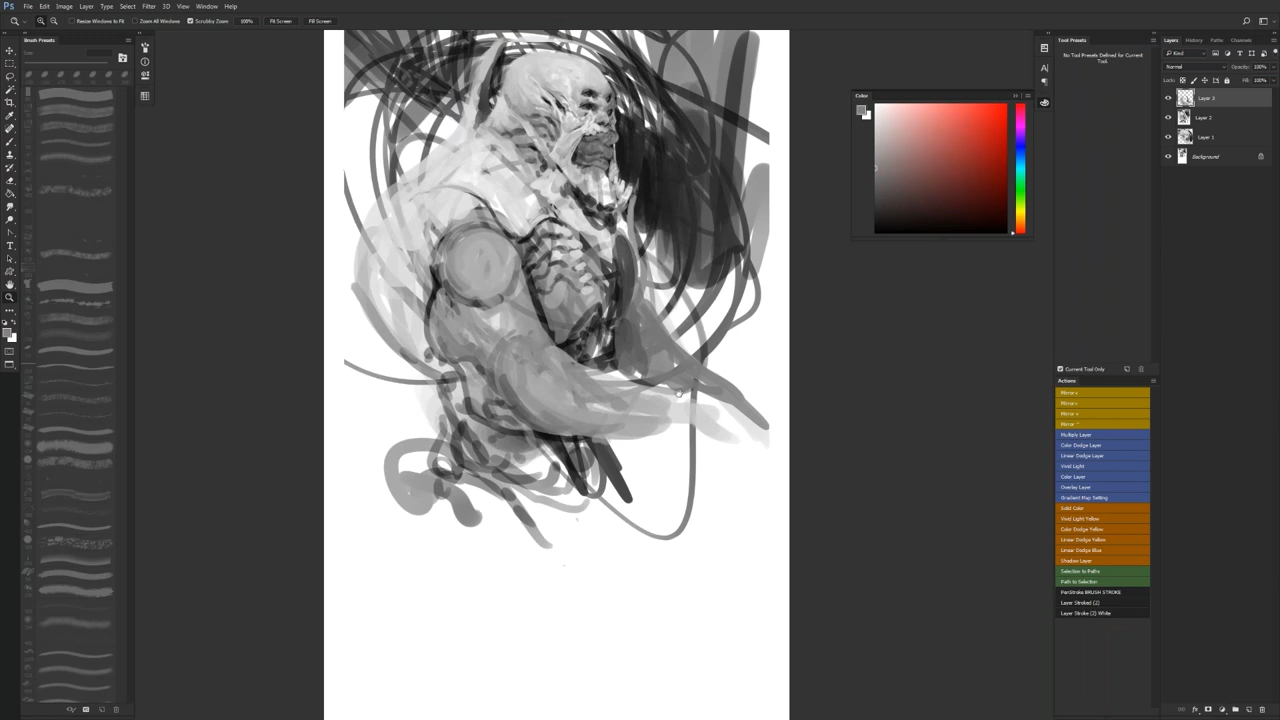 Ps File Edit Image Layer Type Select Filter 3D View Window Help
Resize Windows to Fit Zoom All Windows Scrubby Zoom 100% Fit Screen Fill Screen
Brush Presets
Size:
Color
Tool Presets
No Tool Presets Defined for Current Tool.
Current Tool Only
Actions
Multiply Layer
Color Dodge Layer
Linear Dodge Layer
Vivid Light
Color Layer
Overlay Layer
Gradient Map Setting
Solid Color
Vivid Light Yellow
Color Dodge Yellow
Linear Dodge Yellow
Linear Dodge Blue
Shadow Layer
Selection to Paths
Path to Selection
PenStroke BRUSH STROKE
Layer Stroked (2)
Layer Stroke (2) White
Layers History Paths Channels
Kind
Normal Opacity: 100%
Lock: Fill: 100%
Layer 3
Layer 2
Layer 1
Background